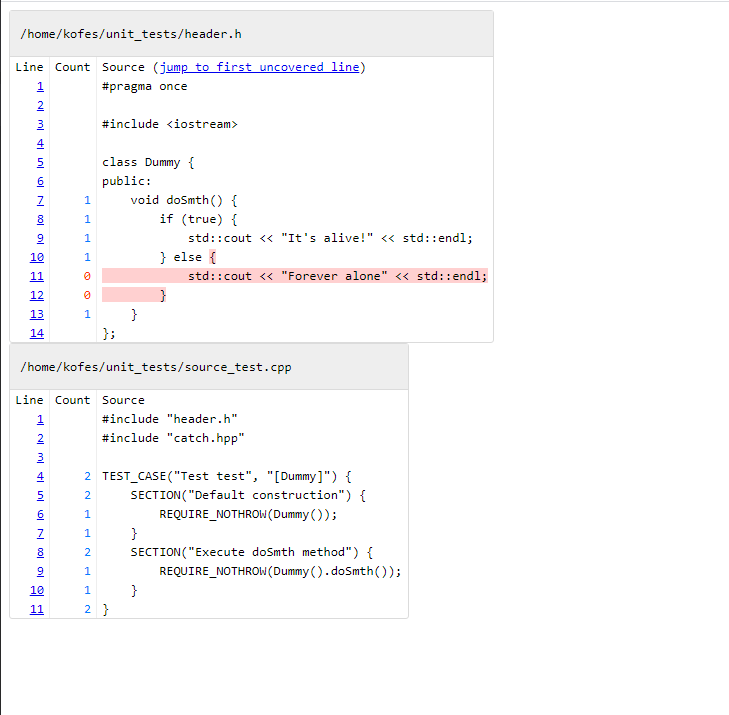 /home/kofes/unit_tests/header.h
Line Count Source (jump to first uncovered line)
1 #pragma once
2
3 #include <iostream>
4
5 class Dummy {
6 public:
7 1 void doSmth() {
8 1 if (true) {
9 1 std::cout << "It's alive!" << std::endl;
10 1 } else {
11 0 std::cout << "Forever alone" << std::endl;
12 0 }
13 1 }
14 };
/home/kofes/unit_tests/source_test.cpp
Line Count Source
1 #include "header.h"
2 #include "catch.hpp"
3
4 2 TEST_CASE("Test test", "[Dummy]") {
5 2 SECTION("Default construction") {
6 1 REQUIRE_NOTHROW(Dummy());
7 1 }
8 2 SECTION("Execute doSmth method") {
9 1 REQUIRE_NOTHROW(Dummy().doSmth());
10 1 }
11 2 }